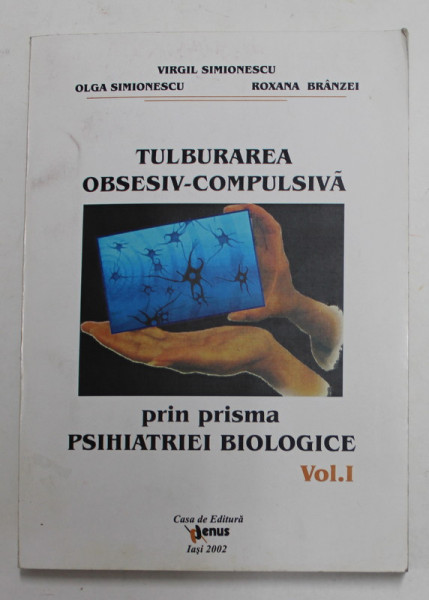 VIRGIL SIMIONESCU
OLGA SIMIONESCU ROXANA BRÂNZEI
TULBURAREA
OBSESIV-COMPULSIVĂ
prin prisma
PSIHIATRIEI BIOLOGICE
Vol.I
Casa de Editură
Venus
Iași 2002